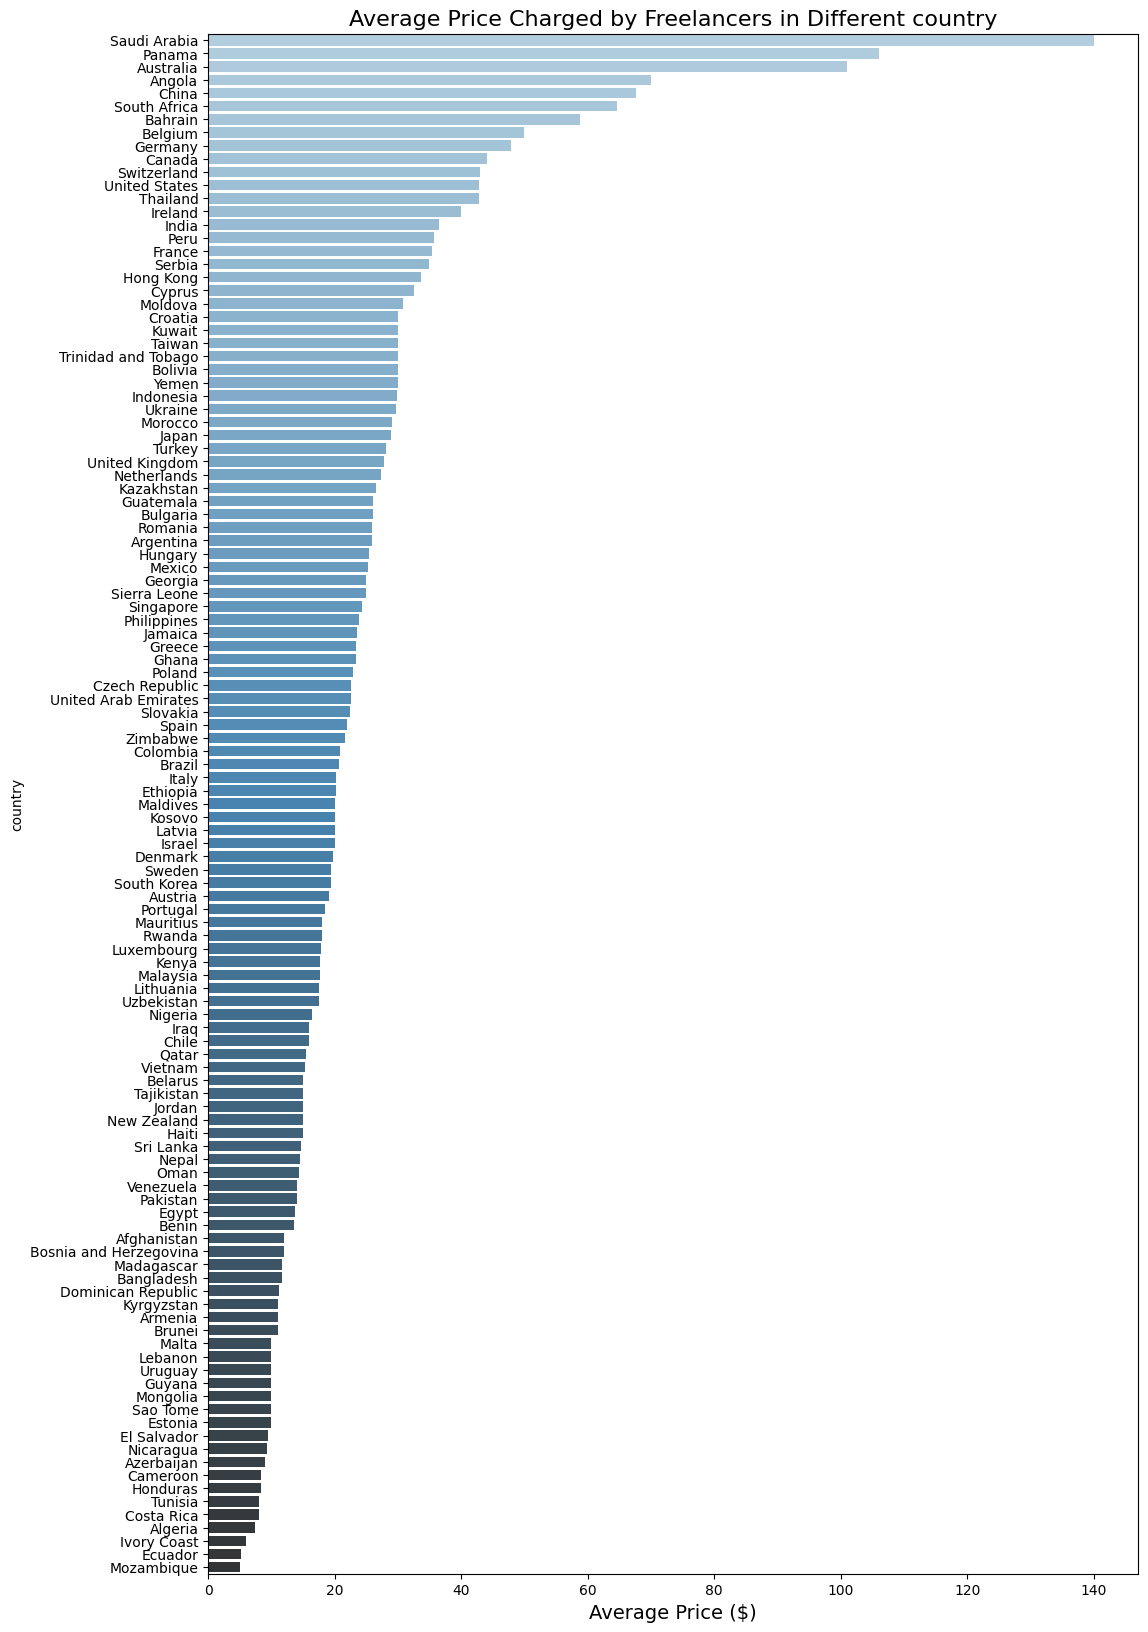 Average Price Charged by Freelancers in Different country
Saudi Arabia
Panama
Australia
Angola
China
South Africa
Bahrain
Belgium
Germany
Canada
Switzerland
United States
Thailand
Ireland
India
Peru
France
Serbia
Hong Kong
Cyprus
Moldova
Croatia
Kuwait
Taiwan
Trinidad and Tobago
Bolivia
Yemen
Indonesia
Ukraine
Morocco
Japan
Turkey
United Kingdom
Netherlands
Kazakhstan
Guatemala
Bulgaria
Romania
Argentina
Hungary
Mexico
Georgia
Sierra Leone
Singapore
Philippines
Jamaica
Greece
Ghana
Poland
Czech Republic
United Arab Emirates
Slovakia
Spain
Zimbabwe
Colombia
Brazil
Italy
Ethiopia
Maldives
Kosovo
Latvia
Israel
Denmark
Sweden
South Korea
Austria
Portugal
Mauritius
Rwanda
Luxembourg
Kenya
Malaysia
Lithuania
Uzbekistan
Nigeria
Iraq
Chile
Qatar
Vietnam
Belarus
Tajikistan
Jordan
New Zealand
Haiti
Sri Lanka
Nepal
Oman
Venezuela
Pakistan
Egypt
Benin
Afghanistan
Bosnia and Herzegovina
Madagascar
Bangladesh
Dominican Republic
Kyrgyzstan
Armenia
Brunei
Malta
Lebanon
Uruguay
Guyana
Mongolia
Sao Tome
Estonia
El Salvador
Nicaragua
Azerbaijan
Cameroon
Honduras
Tunisia
Costa Rica
Algeria
Ivory Coast
Ecuador
Mozambique
country
0 20 40 60 80 100 120 140
Average Price ($)